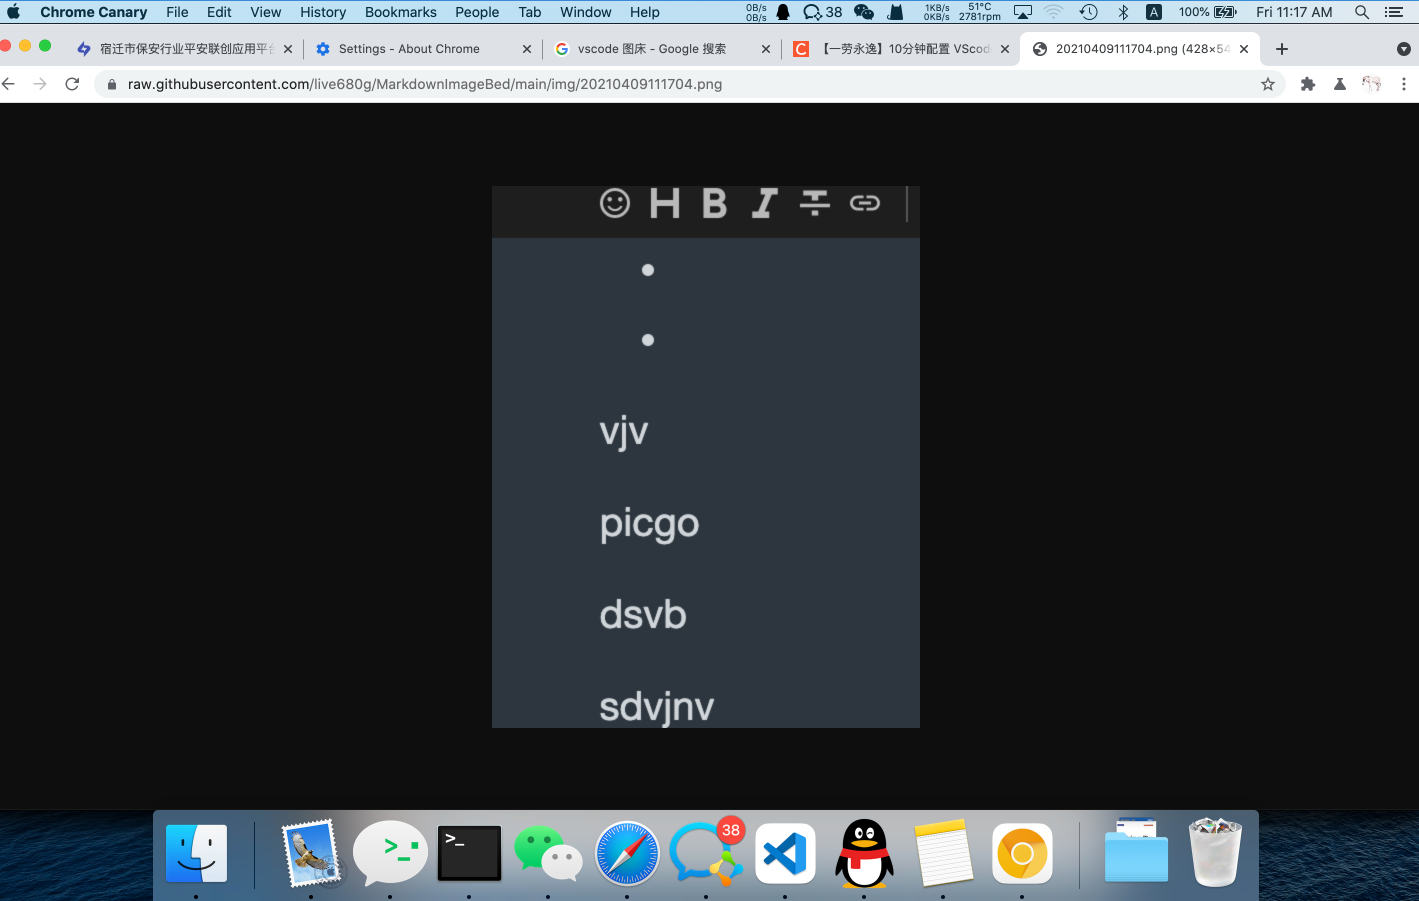 Chrome Canary File Edit View History Bookmarks People Tab Window Help 0B/s 0B/s 38 1KB/s 0KB/s 51°C 2781rpm A 100% Fri 11:17 AM
宿迁市保安行业平安联创应用平台 Settings - About Chrome vscode 图床 - Google 搜索 【一劳永逸】10分钟配置 VScod 20210409111704.png (428×54
raw.githubusercontent.com/live680g/MarkdownImageBed/main/img/20210409111704.png
H B I T
vjv
picgo
dsvb
sdvjnv
38